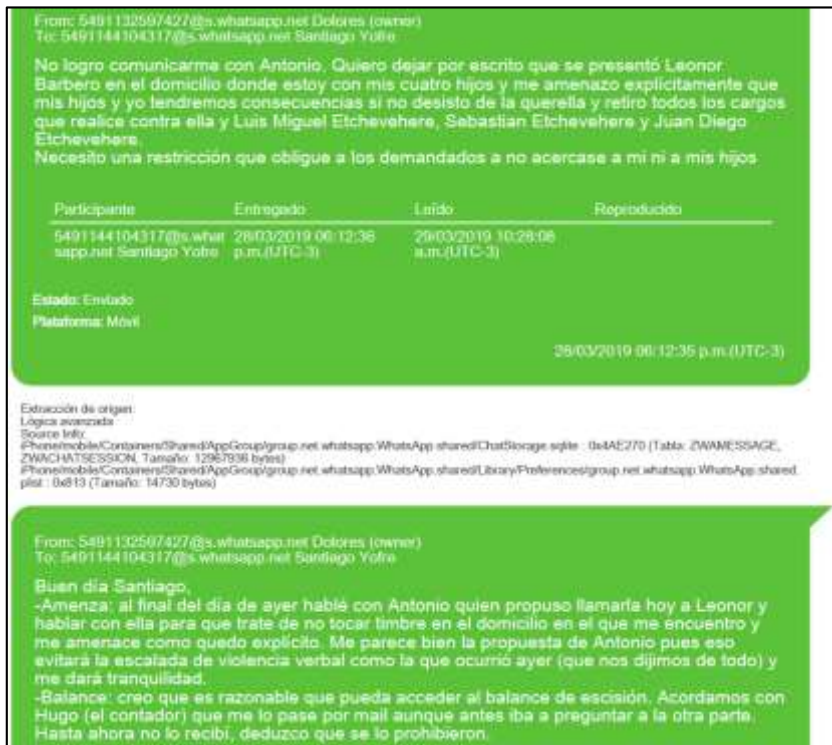 From: 5491132597427@s.whatsapp.net Dolores (owner)
To: 5491144104317@s.whatsapp.net Santiago Yofre
No logro comunicarme con Antonio. Quiero dejar por escrito que se presentó Leonor
Barbero en el domicilio donde estoy con mis cuatro hijos y me amenazo explicitamente que
mis hijos y yo tendremos consecuencias si no desisto de la querella y retiro todos los cargos
que realice contra ella y Luis Miguel Etchevehere, Sebastian Etchevehere y Juan Diego
Etchevehere.
Necesito una restricción que obligue a los demandados a no acercase a mi ni a mis hijos
Participante Entregado Leído Reproducido
5491144104317@s.what 28/03/2019 06:12:36 29/03/2019 10:28:08
sapp.net Santiago Yofre p.m.(UTC-3) a.m.(UTC-3)
Estado: Enviado
Plataforma: Móvil
28/03/2019 06:12:35 p.m.(UTC-3)
Extracción de origen:
Lógica avanzada
Source Info:
iPhone/mobile/Containers/Shared/AppGroup/group.net.whatsapp.WhatsApp.shared/ChatStorage.sqlite : 0x4AE270 (Tabla: ZWAMESSAGE,
ZWACHATSESSION, Tamaño: 12967936 bytes)
iPhone/mobile/Containers/Shared/AppGroup/group.net.whatsapp.WhatsApp.shared/Library/Preferences/group.net.whatsapp.WhatsApp.shared.
plist : 0x813 (Tamaño: 14730 bytes)
From: 5491132597427@s.whatsapp.net Dolores (owner)
To: 5491144104317@s.whatsapp.net Santiago Yofre
Buen día Santiago,
-Amenza: al final del día de ayer hablé con Antonio quien propuso llamarla hoy a Leonor y
hablar con ella para que trate de no tocar timbre en el domicilio en el que me encuentro y
me amenace como quedo explícito. Me parece bien la propuesta de Antonio pues eso
evitará la escalada de violencia verbal como la que ocurrió ayer (que nos dijimos de todo) y
me dará tranquilidad.
-Balance: creo que es razonable que pueda acceder al balance de escisión. Acordamos con
Hugo (el contador) que me lo pase por mail aunque antes iba a preguntar a la otra parte.
Hasta ahora no lo recibí, deduzco que se lo prohibieron.